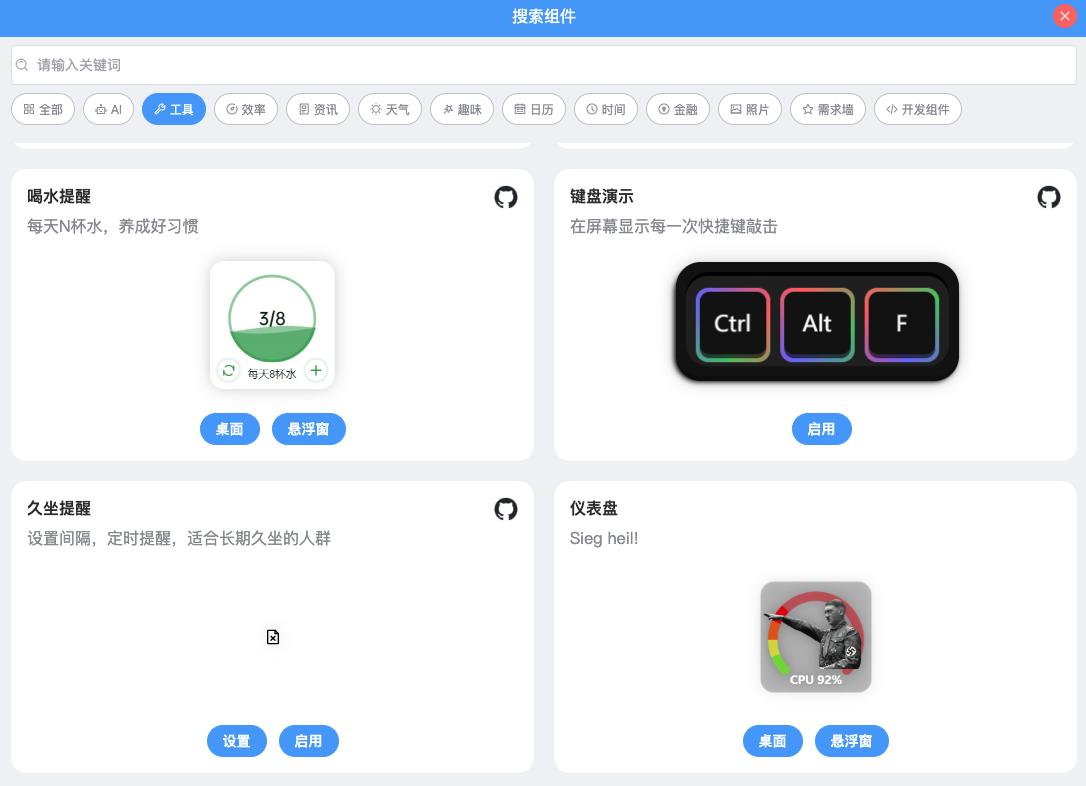 搜索组件
请输入关键词
全部 AI 工具 效率 资讯 天气 趣味 日历 时间 金融 照片 需求墙 开发组件
喝水提醒
每天N杯水，养成好习惯
3/8
每天8杯水
桌面 悬浮窗
键盘演示
在屏幕显示每一次快捷键敲击
Ctrl Alt F
启用
久坐提醒
设置间隔，定时提醒，适合长期久坐的人群
设置 启用
仪表盘
Sieg heil!
CPU 92%
桌面 悬浮窗